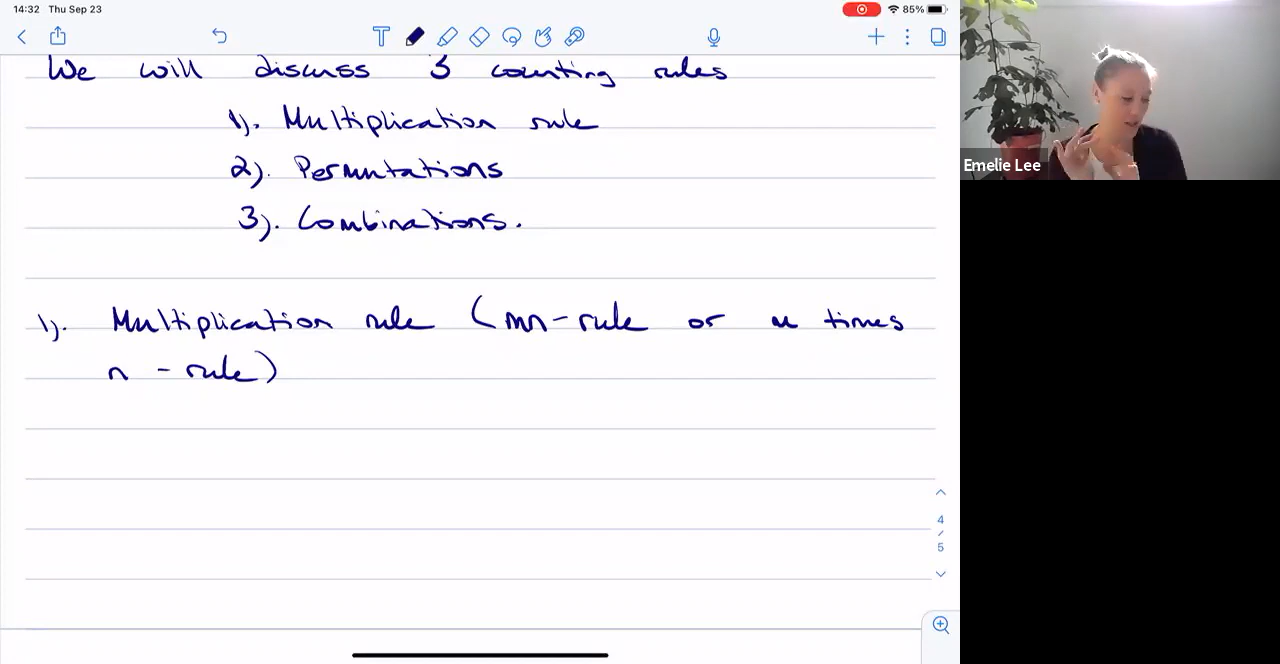 14:32 Thu Sep 23
85%
We will discuss 3 counting rules
1). Multiplication rule
2). Permutations
3). Combinations.
1). Multiplication rule (mn-rule or m times
n - rule)
Emelie Lee
4
/
5